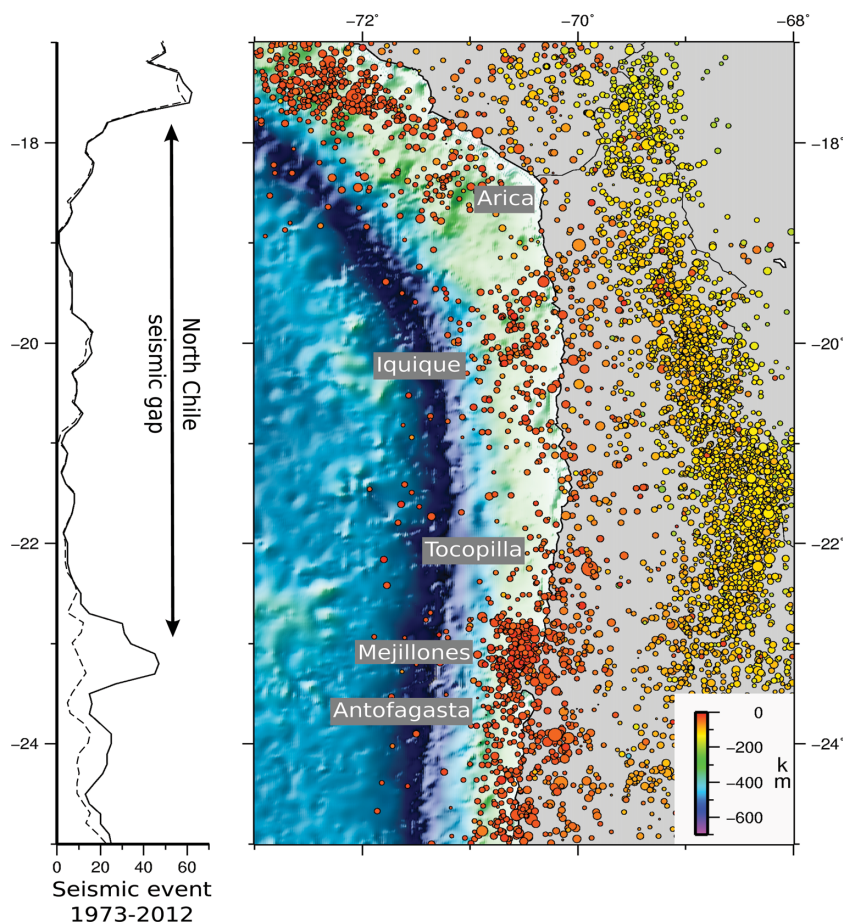 −72° −70° −68°
−18 −18°
Arica
North Chile
seismic gap
−20 −20°
Iquique
−22 −22°
Tocopilla
Mejillones
Antofagasta
0
−200
−400
−600
k
m
−24 −24°
0 20 40 60
Seismic event
1973-2012